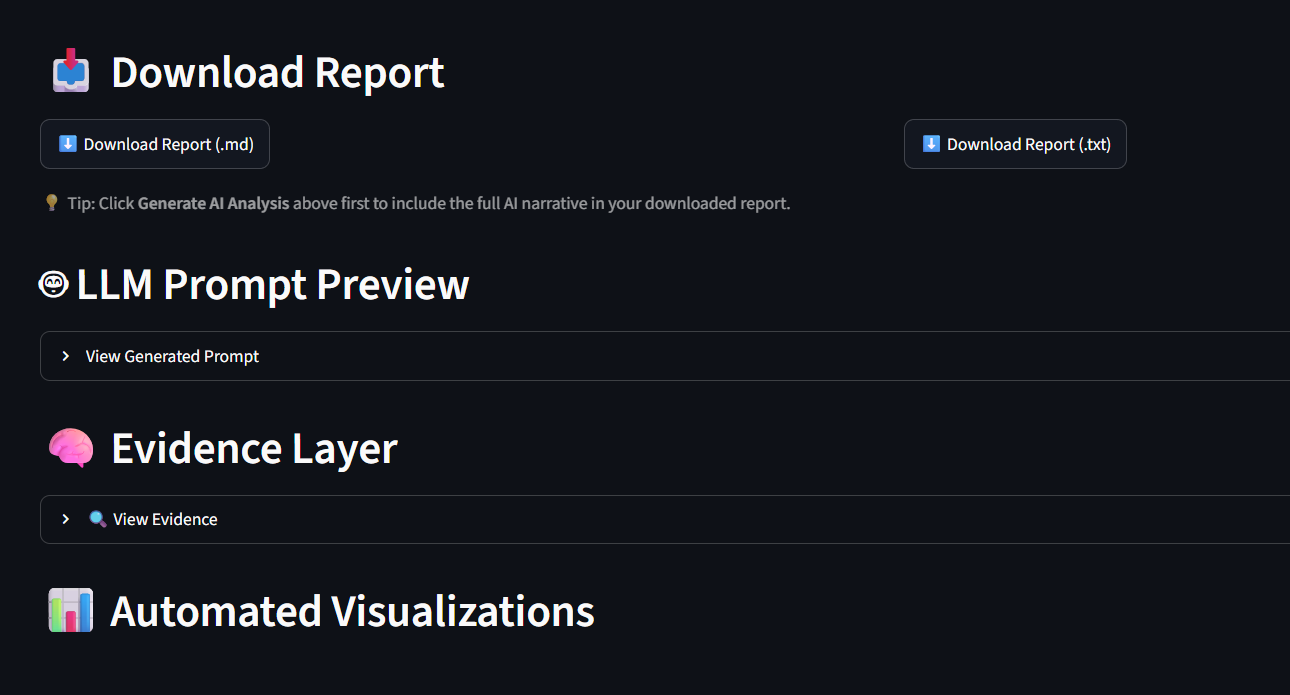 Download Report
Download Report (.md)
Download Report (.txt)
Tip: Click Generate AI Analysis above first to include the full AI narrative in your downloaded report.
LLM Prompt Preview
View Generated Prompt
Evidence Layer
View Evidence
Automated Visualizations